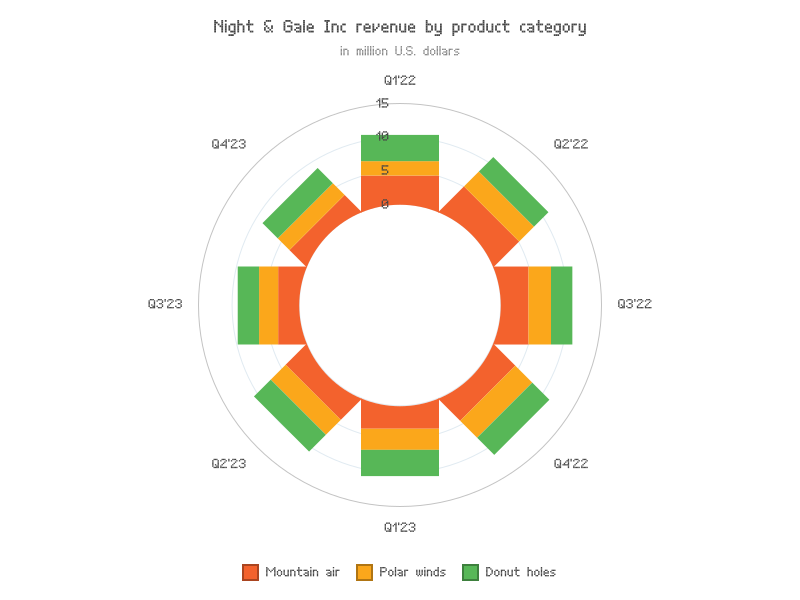 Night & Gale Inc revenue by product category
in million U.S. dollars
Q1'22
15
Q4'23
10
Q2'22
5
0
Q3'23
Q3'22
Q2'23
Q4'22
Q1'23
Mountain air
Polar winds
Donut holes